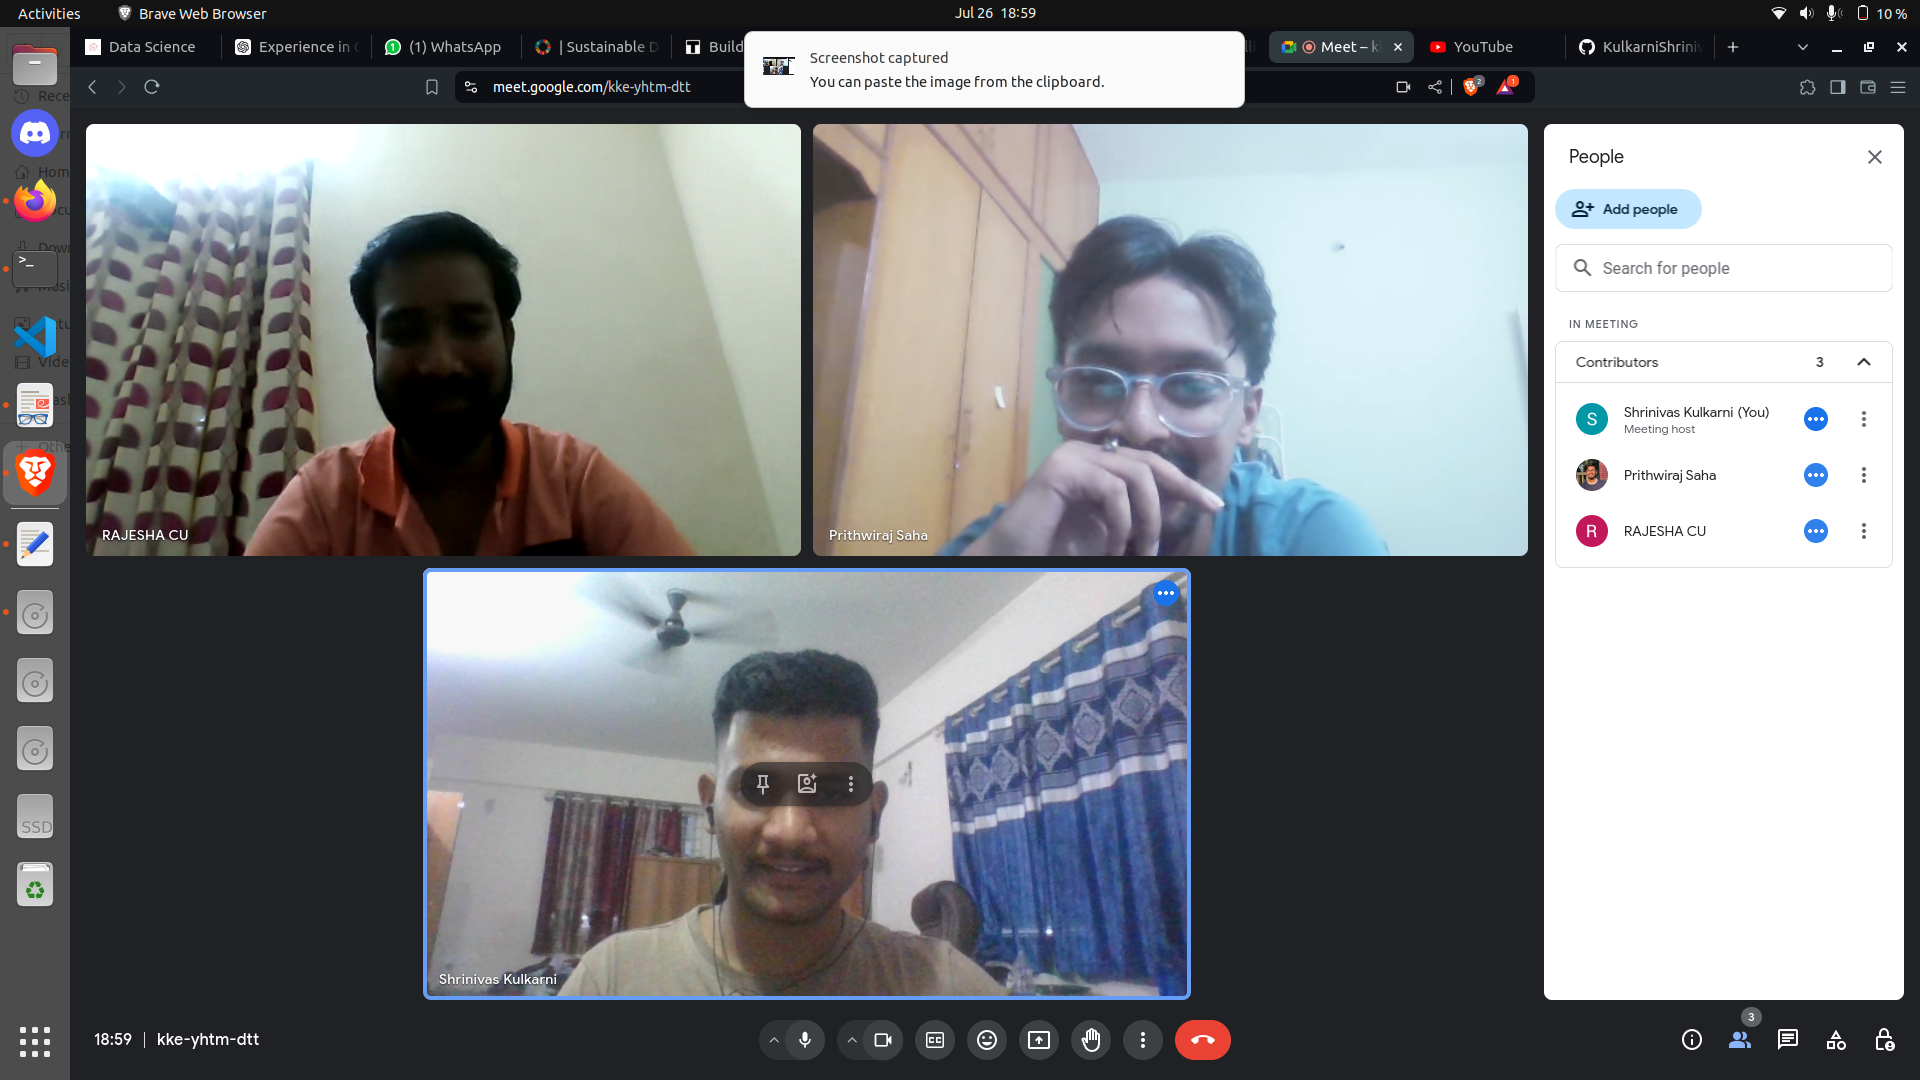 Activities
Brave Web Browser
Jul 26 18:59
10 %
Data Science
Experience in
(1) WhatsApp
| Sustainable D
Build
Meet – k
YouTube
KulkarniShriniv
Screenshot captured
You can paste the image from the clipboard.
meet.google.com/kke-yhtm-dtt
2
1
RAJESHA CU
Prithwiraj Saha
Shrinivas Kulkarni
People
Add people
Search for people
IN MEETING
Contributors
3
S
Shrinivas Kulkarni (You)
Meeting host
Prithwiraj Saha
R
RAJESHA CU
SSD
18:59
kke-yhtm-dtt
CC
3